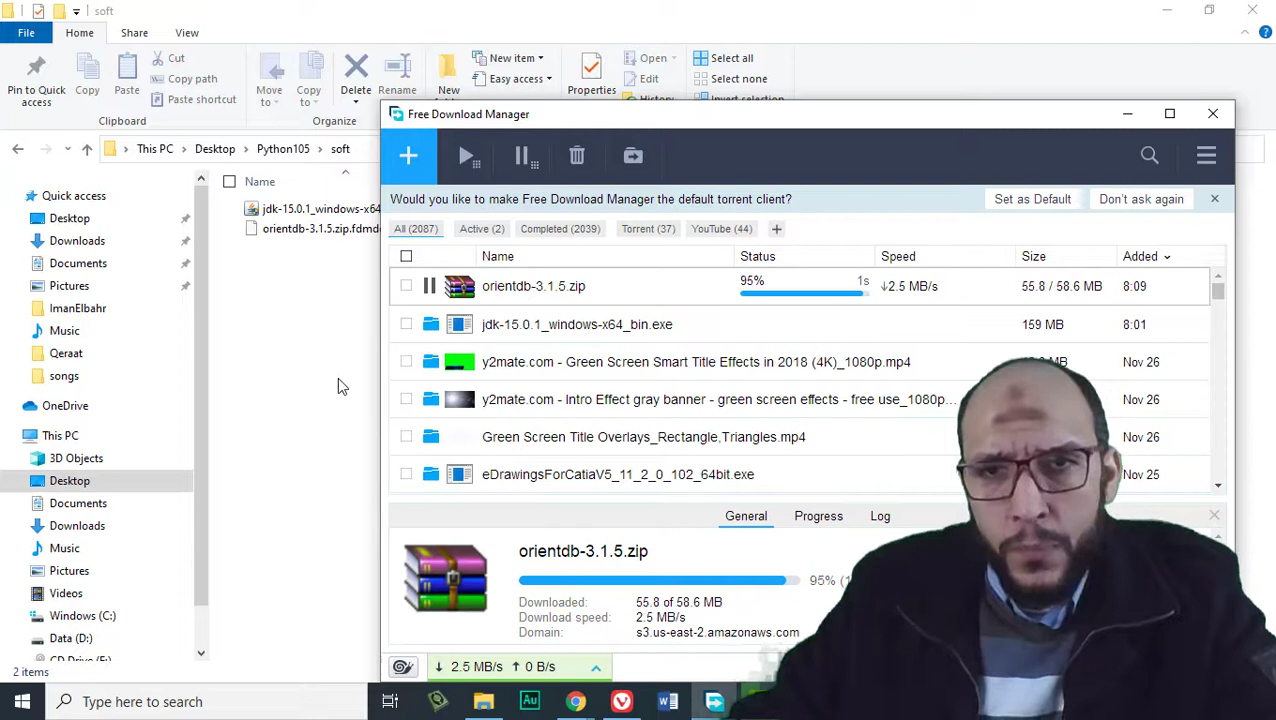 soft
File
Home
Share
View
Pin to Quick
access
Copy
Paste
Cut
Copy path
Paste shortcut
Clipboard
Move
to
Copy
to
Delete
Rename
Organize
New
New item
Easy access
Properties
Open
Edit
History
Select all
Select none
Invert selection
This PC
Desktop
Python105
soft
Quick access
Desktop
Downloads
Documents
Pictures
ImanElbahr
Music
Qeraat
songs
OneDrive
This PC
3D Objects
Desktop
Documents
Downloads
Music
Pictures
Videos
Windows (C:)
Data (D:)
2 items
Name
jdk-15.0.1_windows-x64
orientdb-3.1.5.zip.fdmd
Free Download Manager
Would you like to make Free Download Manager the default torrent client?
Set as Default
Don't ask again
All (2087)
Active (2)
Completed (2039)
Torrent (37)
YouTube (44)
Name
Status
Speed
Size
Added
orientdb-3.1.5.zip
95%
1s
↓2.5 MB/s
55.8 / 58.6 MB
8:09
jdk-15.0.1_windows-x64_bin.exe
159 MB
8:01
y2mate.com - Green Screen Smart Title Effects in 2018 (4K)_1080p.mp4
Nov 26
y2mate.com - Intro Effect gray banner - green screen effects - free use_1080p...
Nov 26
Green Screen Title Overlays_Rectangle,Triangles.mp4
Nov 26
eDrawingsForCatiaV5_11_2_0_102_64bit.exe
Nov 25
General
Progress
Log
orientdb-3.1.5.zip
95%
Downloaded:
55.8 of 58.6 MB
Download speed:
2.5 MB/s
Domain:
s3.us-east-2.amazonaws.com
↓ 2.5 MB/s ↑ 0 B/s
Type here to search
Au